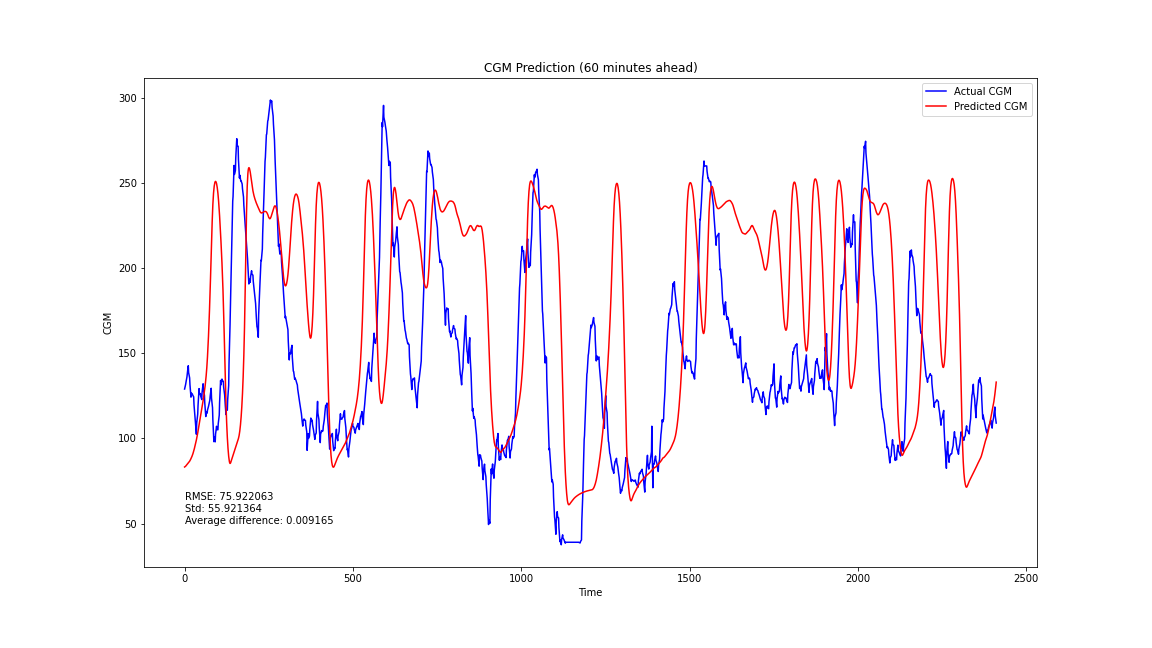 CGM Prediction (60 minutes ahead)
Actual CGM
Predicted CGM
300
250
200
150
100
50
CGM
RMSE: 75.922063
Std: 55.921364
Average difference: 0.009165
0 500 1000 1500 2000 2500
Time